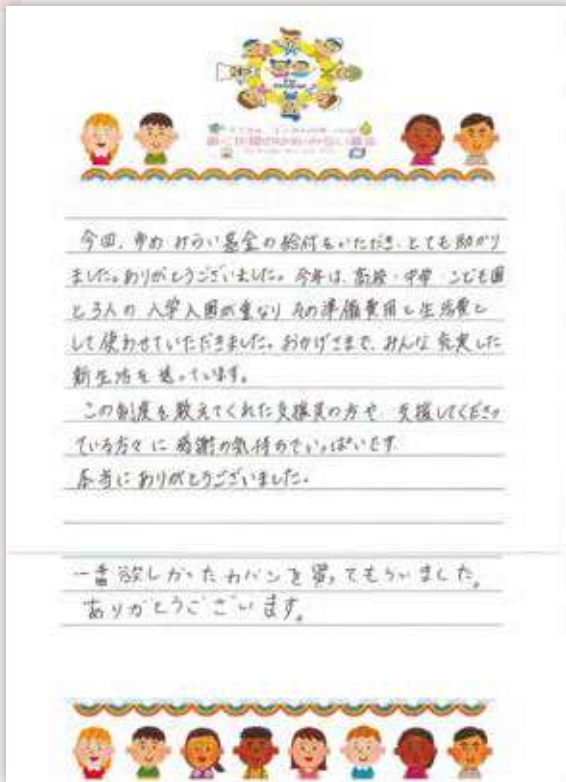 今回、ゆめみらい基金の給付をいただき、とても助かり
ました。ありがとうございました。今年は、高校・中学・こども園
と3人の入学入園が重なりその準備費用と生活費と
して使わせていただきました。おかげさまで、みんな充実した
新生活を送っています。
この制度を教えてくれた支援員の方や、支援してくださっ
ている方々に感謝の気持ちでいっぱいです
本当にありがとうございました。
一番欲しかったカバンを買ってもらいました。
ありがとうございます。